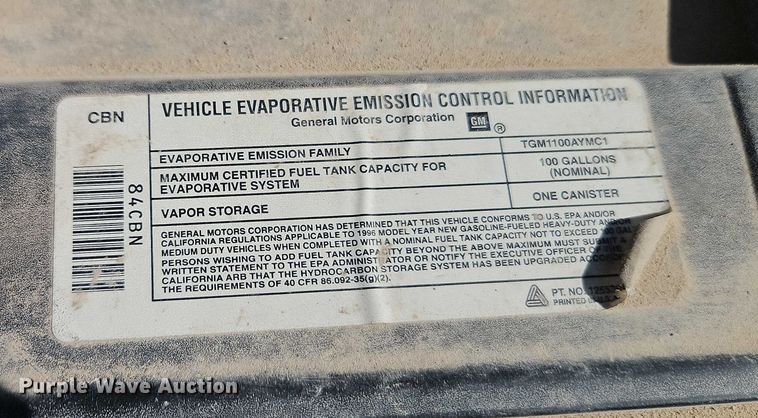 CBN
84CBN
VEHICLE EVAPORATIVE EMISSION CONTROL INFORMATION
General Motors Corporation GM ®
EVAPORATIVE EMISSION FAMILY TGM1100AYMC1
MAXIMUM CERTIFIED FUEL TANK CAPACITY FOR 100 GALLONS
EVAPORATIVE SYSTEM (NOMINAL)
VAPOR STORAGE ONE CANISTER
GENERAL MOTORS CORPORATION HAS DETERMINED THAT THIS VEHICLE CONFORMS TO U.S. EPA AND/OR
CALIFORNIA REGULATIONS APPLICABLE TO 1996 MODEL YEAR NEW GASOLINE-FUELED HEAVY-DUTY AND/OR
MEDIUM DUTY VEHICLES WHEN COMPLETED WITH A NOMINAL FUEL TANK CAPACITY NOT TO EXCEED 100 GAL
PERSONS WISHING TO ADD FUEL TANK CAPACITY BEYOND THE ABOVE MAXIMUM MUST SUBMIT A
WRITTEN STATEMENT TO THE EPA ADMINISTRATOR OR NOTIFY THE EXECUTIVE OFFICER OF
CALIFORNIA ARB THAT THE HYDROCARBON STORAGE SYSTEM HAS BEEN UPGRADED
THE REQUIREMENTS OF 40 CFR 86.092-35(g)(2).
PT. NO.
PRINTED IN
Purple Wave Auction